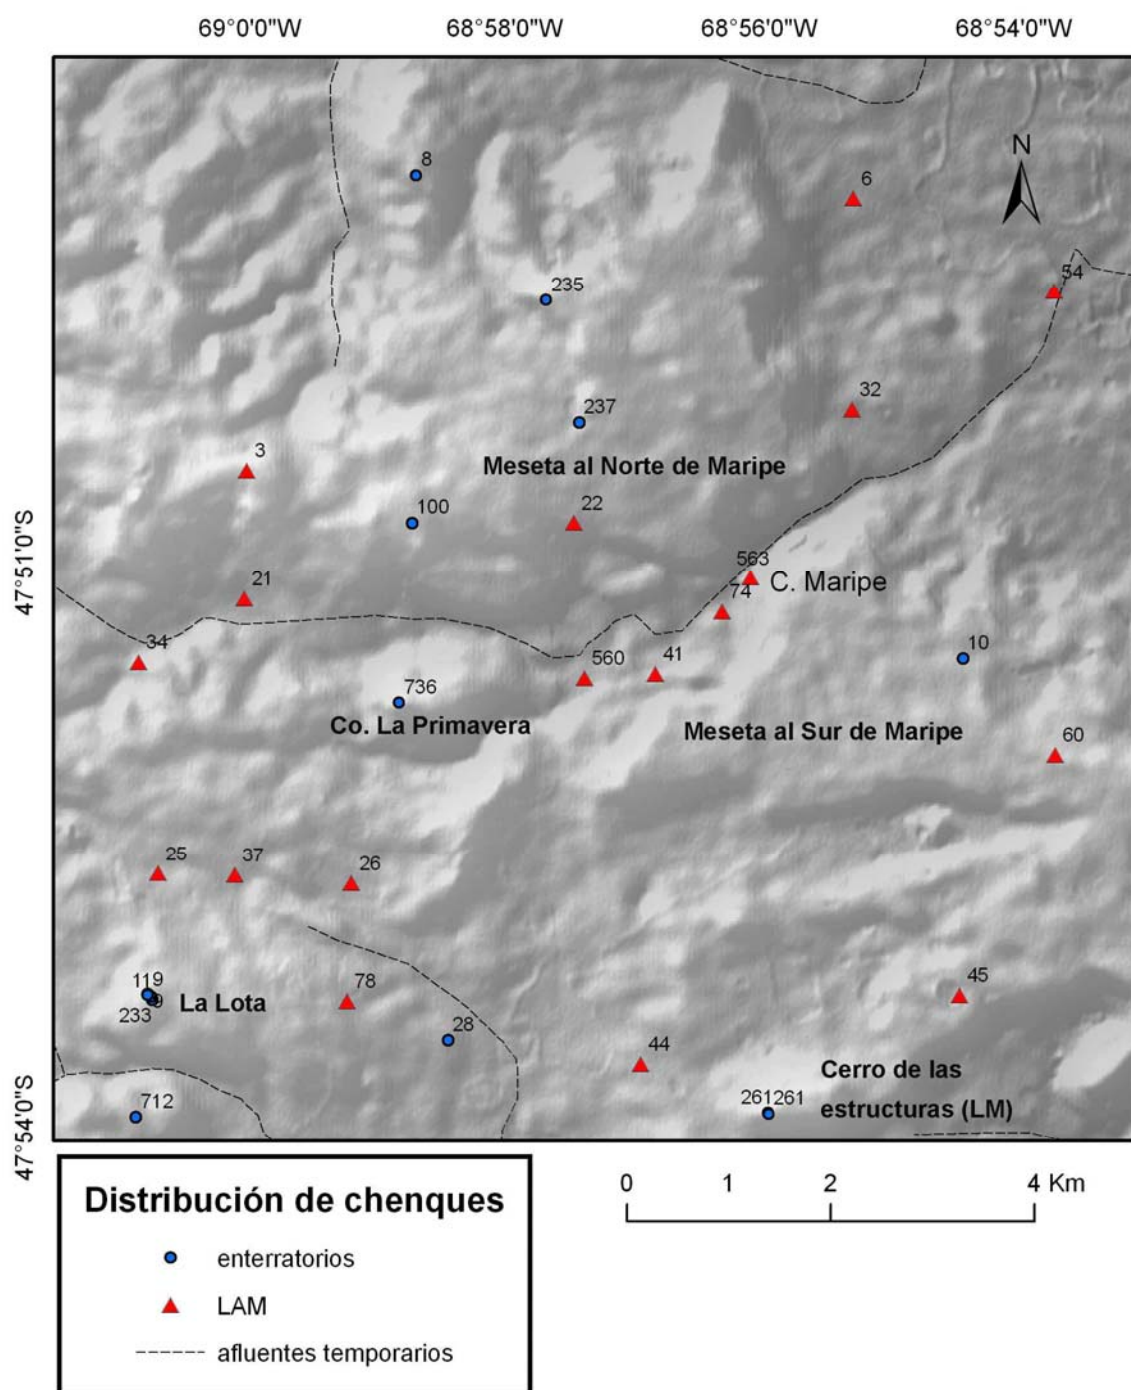 69°0'0"W 68°58'0"W 68°56'0"W 68°54'0"W
N
8
6
235
54
32
237
3
Meseta al Norte de Maripe
100
22
47°51'0"S
563
C. Maripe
21
74
34
10
560
41
736
Co. La Primavera
Meseta al Sur de Maripe
60
25
37
26
119
9
233
La Lota
78
45
28
44
Cerro de las
estructuras (LM)
261261
712
47°54'0"S
Distribución de chenques
enterratorios
LAM
afluentes temporarios
0 1 2 4 Km